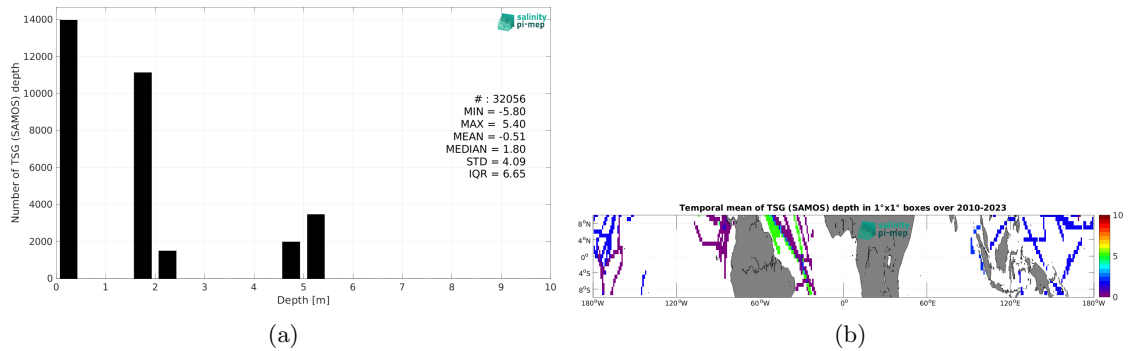 14000
12000
10000
8000
6000
4000
2000
0
Number of TSG (SAMOS) depth
salinity
pi-mep
# : 32056
MIN = -5.80
MAX = 5.40
MEAN = -0.51
MEDIAN = 1.80
STD = 4.09
IQR = 6.65
0 1 2 3 4 5 6 7 8 9 10
Depth [m]
(a)
Temporal mean of TSG (SAMOS) depth in 1°x1° boxes over 2010-2023
8°N
4°N
0°
4°S
8°S
salinity
pi-mep
180°W 120°W 60°W 0° 60°E 120°E 180°E
10
5
0
(b)